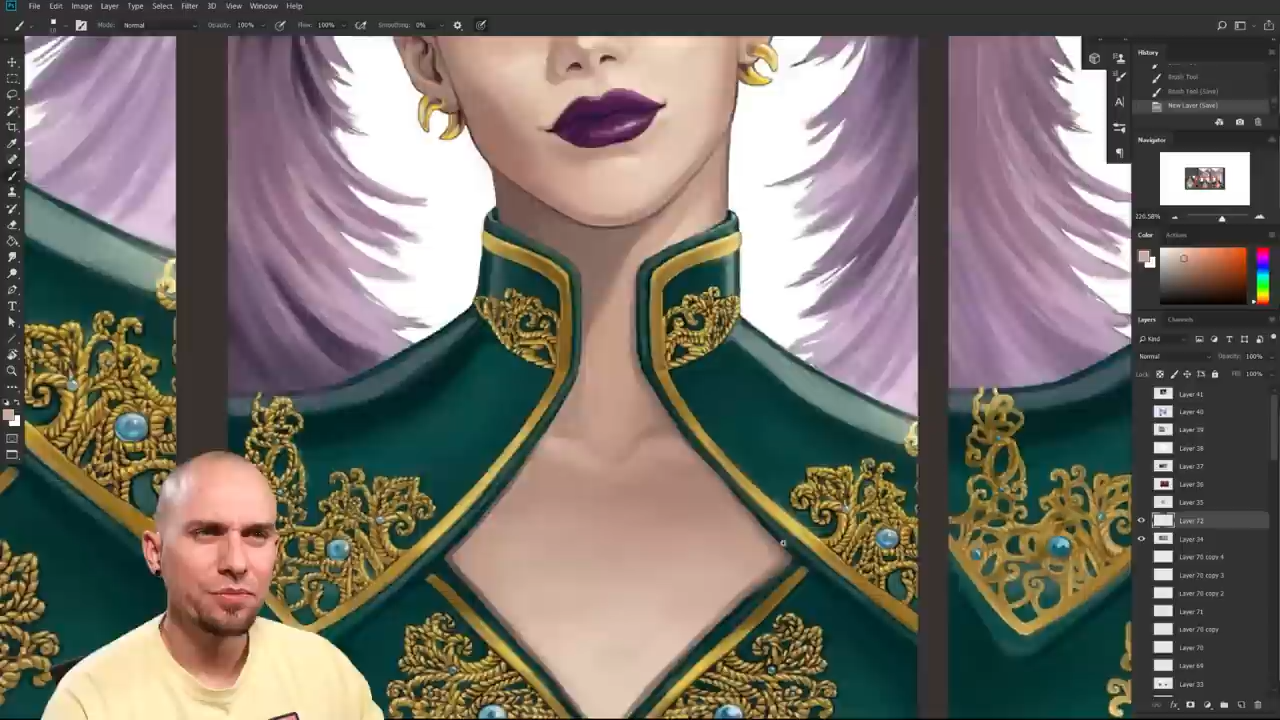 Ps File Edit Image Layer Type Select Filter 3D View Window Help
Mode: Normal Opacity: 100% Flow: 100% Smoothing: 0%
History
Brush Tool
Brush Tool (Save)
New Layer (Save)
Navigator
226.58%
Color Actions
Layers Channels
Kind
Normal Opacity: 100%
Lock: Fill: 100%
Layer 41
Layer 40
Layer 39
Layer 38
Layer 37
Layer 36
Layer 35
Layer 72
Layer 34
Layer 70 copy 4
Layer 70 copy 3
Layer 70 copy 2
Layer 71
Layer 70 copy
Layer 70
Layer 69
Layer 33